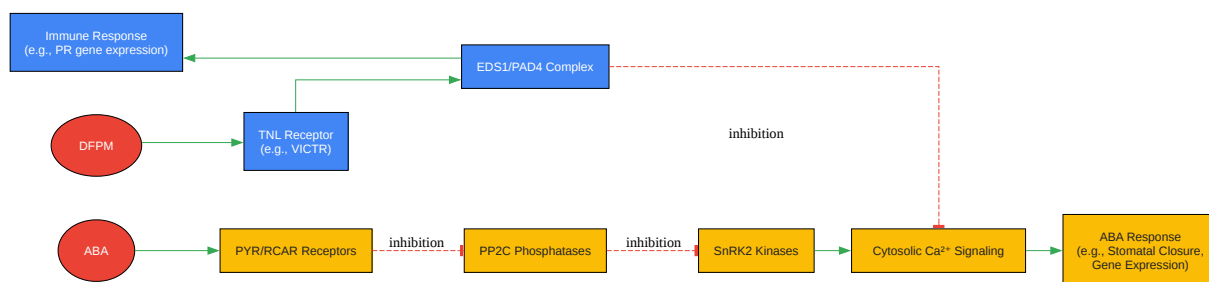 Immune Response
(e.g., PR gene expression)
EDS1/PAD4 Complex
DFPM
TNL Receptor
(e.g., VICTR)
inhibition
ABA
PYR/RCAR Receptors
inhibition
PP2C Phosphatases
inhibition
SnRK2 Kinases
Cytosolic Ca²⁺ Signaling
ABA Response
(e.g., Stomatal Closure,
Gene Expression)